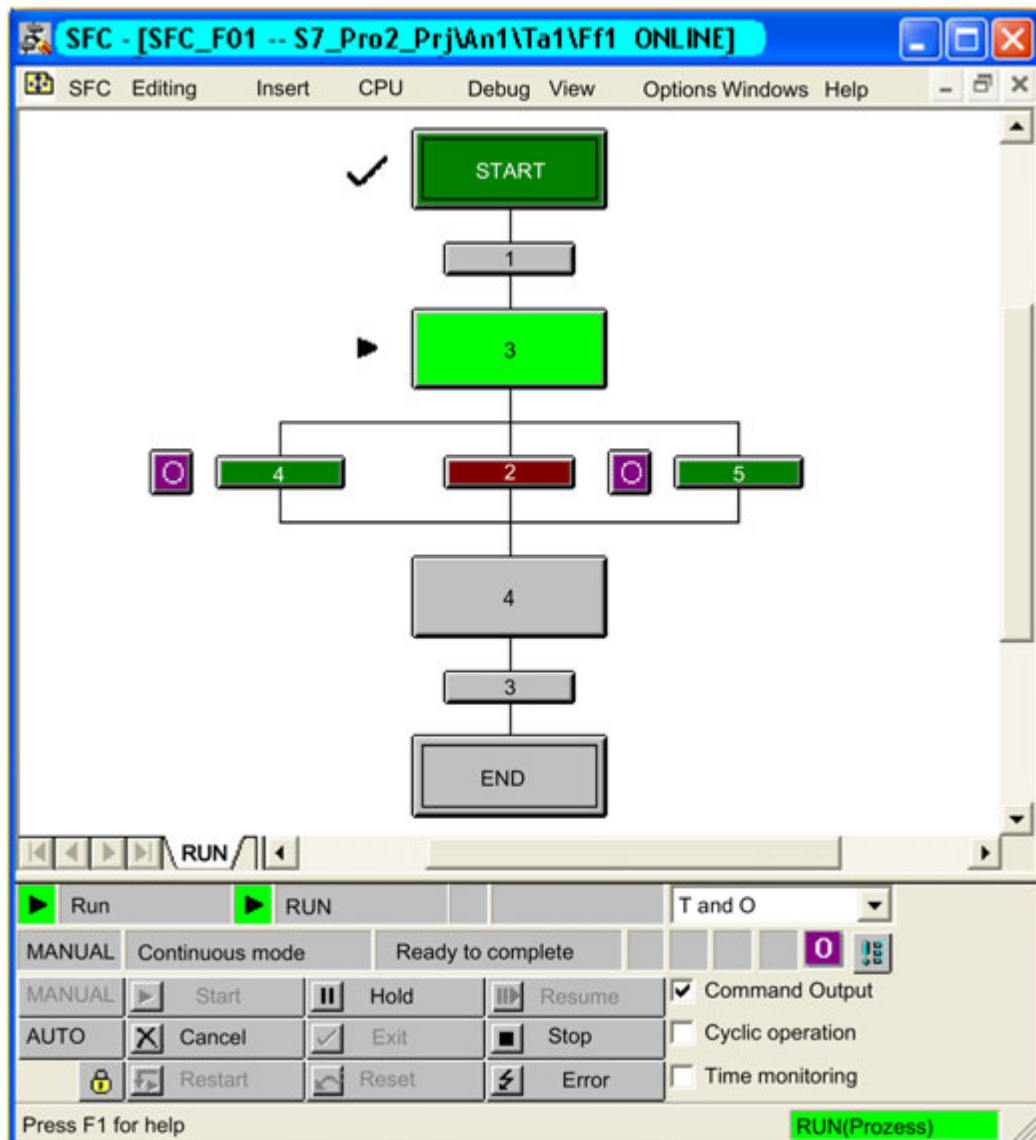 SFC - [SFC_F01 -- S7_Pro2_Prj\An1\Ta1\Ff1 ONLINE]
SFC Editing Insert CPU Debug View Options Windows Help
START
1
3
O 4 2 O 5
4
3
END
RUN
Run RUN T and O
MANUAL Continuous mode Ready to complete O
MANUAL Start Hold Resume Command Output
AUTO Cancel Exit Stop Cyclic operation
Restart Reset Error Time monitoring
Press F1 for help RUN(Prozess)